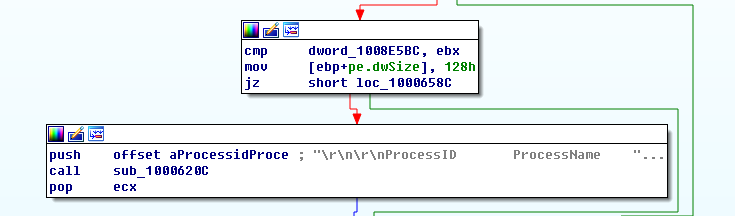 cmp dword_1008E5BC, ebx
mov [ebp+pe.dwSize], 128h
jz short loc_1000658C
push offset aProcessidProce ; "\r\n\r\nProcessID ProcessName "...
call sub_1000620C
pop ecx